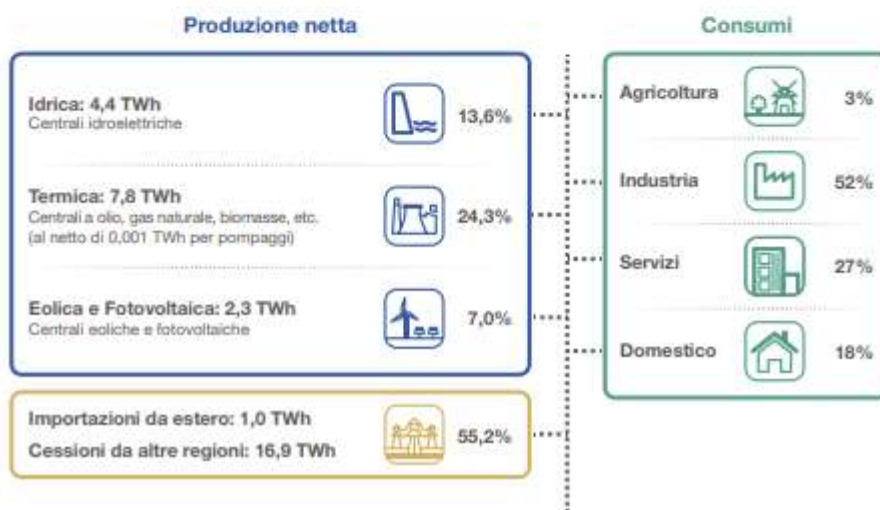 Produzione netta
Idrica: 4,4 TWh
Centrali idroelettriche
13,6%
Termica: 7,8 TWh
Centrali a olio, gas naturale, biomasse, etc.
(al netto di 0,001 TWh per pompaggi)
24,3%
Eolica e Fotovoltaica: 2,3 TWh
Centrali eoliche e fotovoltaiche
7,0%
Importazioni da estero: 1,0 TWh
Cessioni da altre regioni: 16,9 TWh
55,2%
Consumi
Agricoltura
3%
Industria
52%
Servizi
27%
Domestico
18%